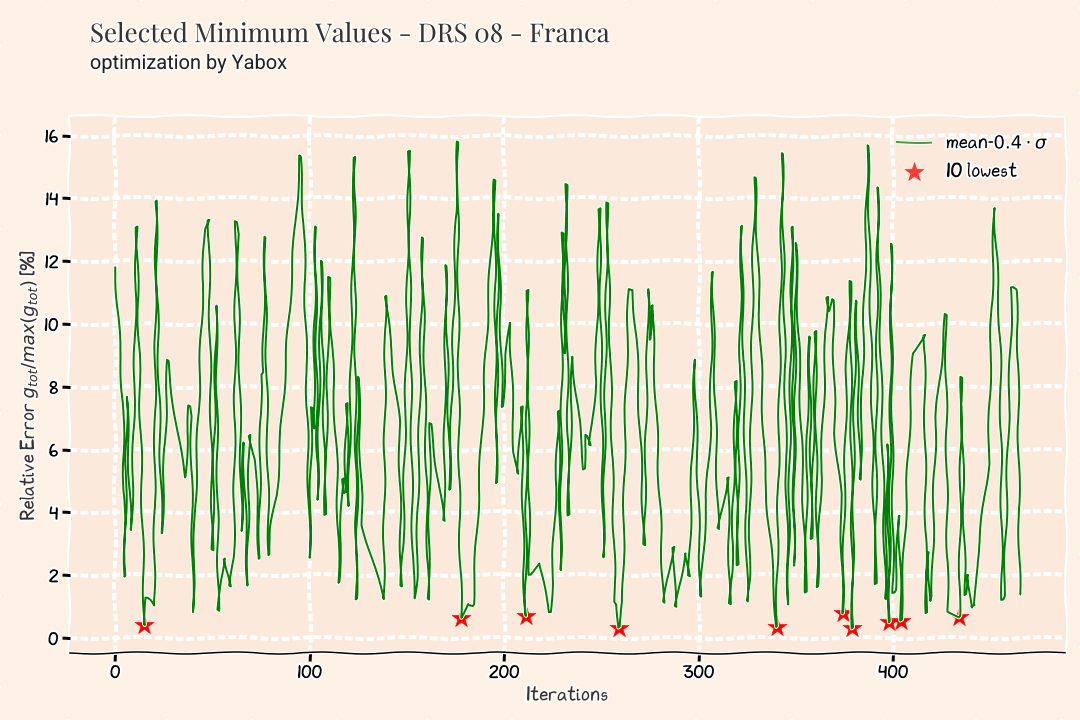 Selected Minimum Values - DRS 08 - Franca
optimization by Yabox
mean-0.4 · σ
10 lowest
Relative Error g_tot/max(g_tot) [%]
16
14
12
10
8
6
4
2
0
0 100 200 300 400
Iterations